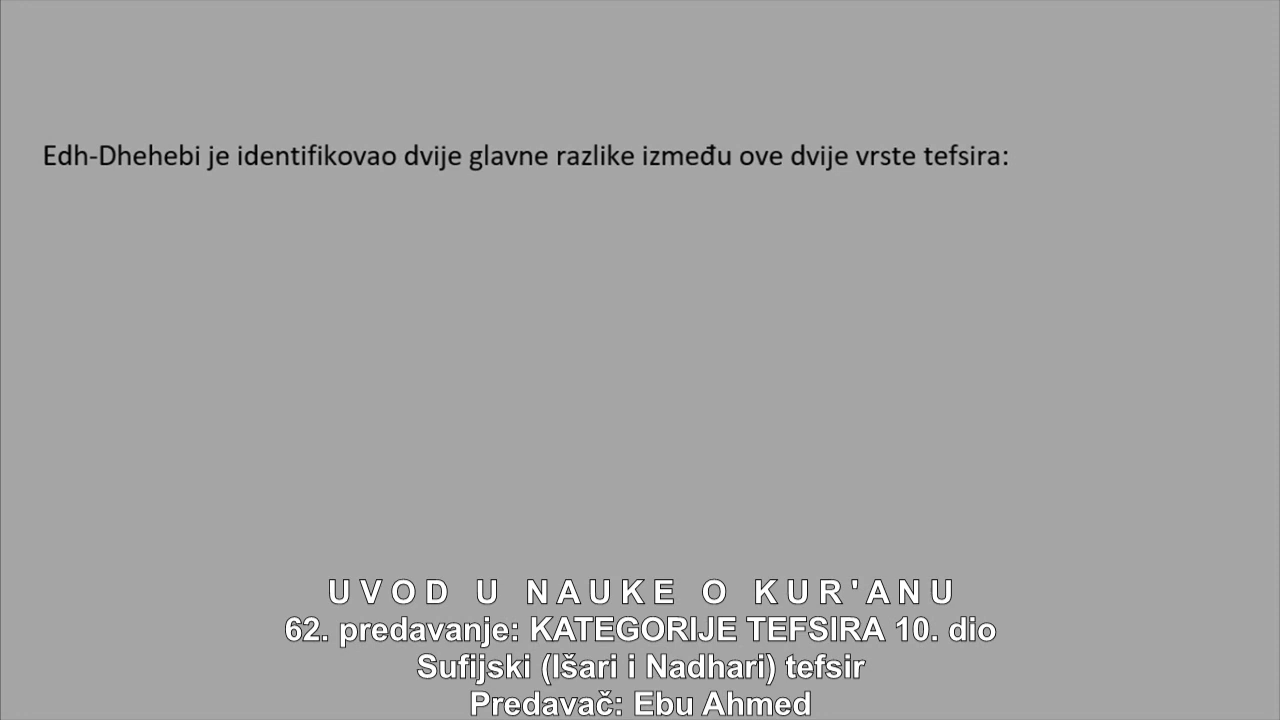 Edh-Dhehebi je identifikovao dvije glavne razlike između ove dvije vrste tefsira:
U V O D U N A U K E O K U R ' A N U
62. predavanje: KATEGORIJE TEFSIRA 10. dio
Sufijski (Išari i Nadhari) tefsir
Predavač: Ebu Ahmed